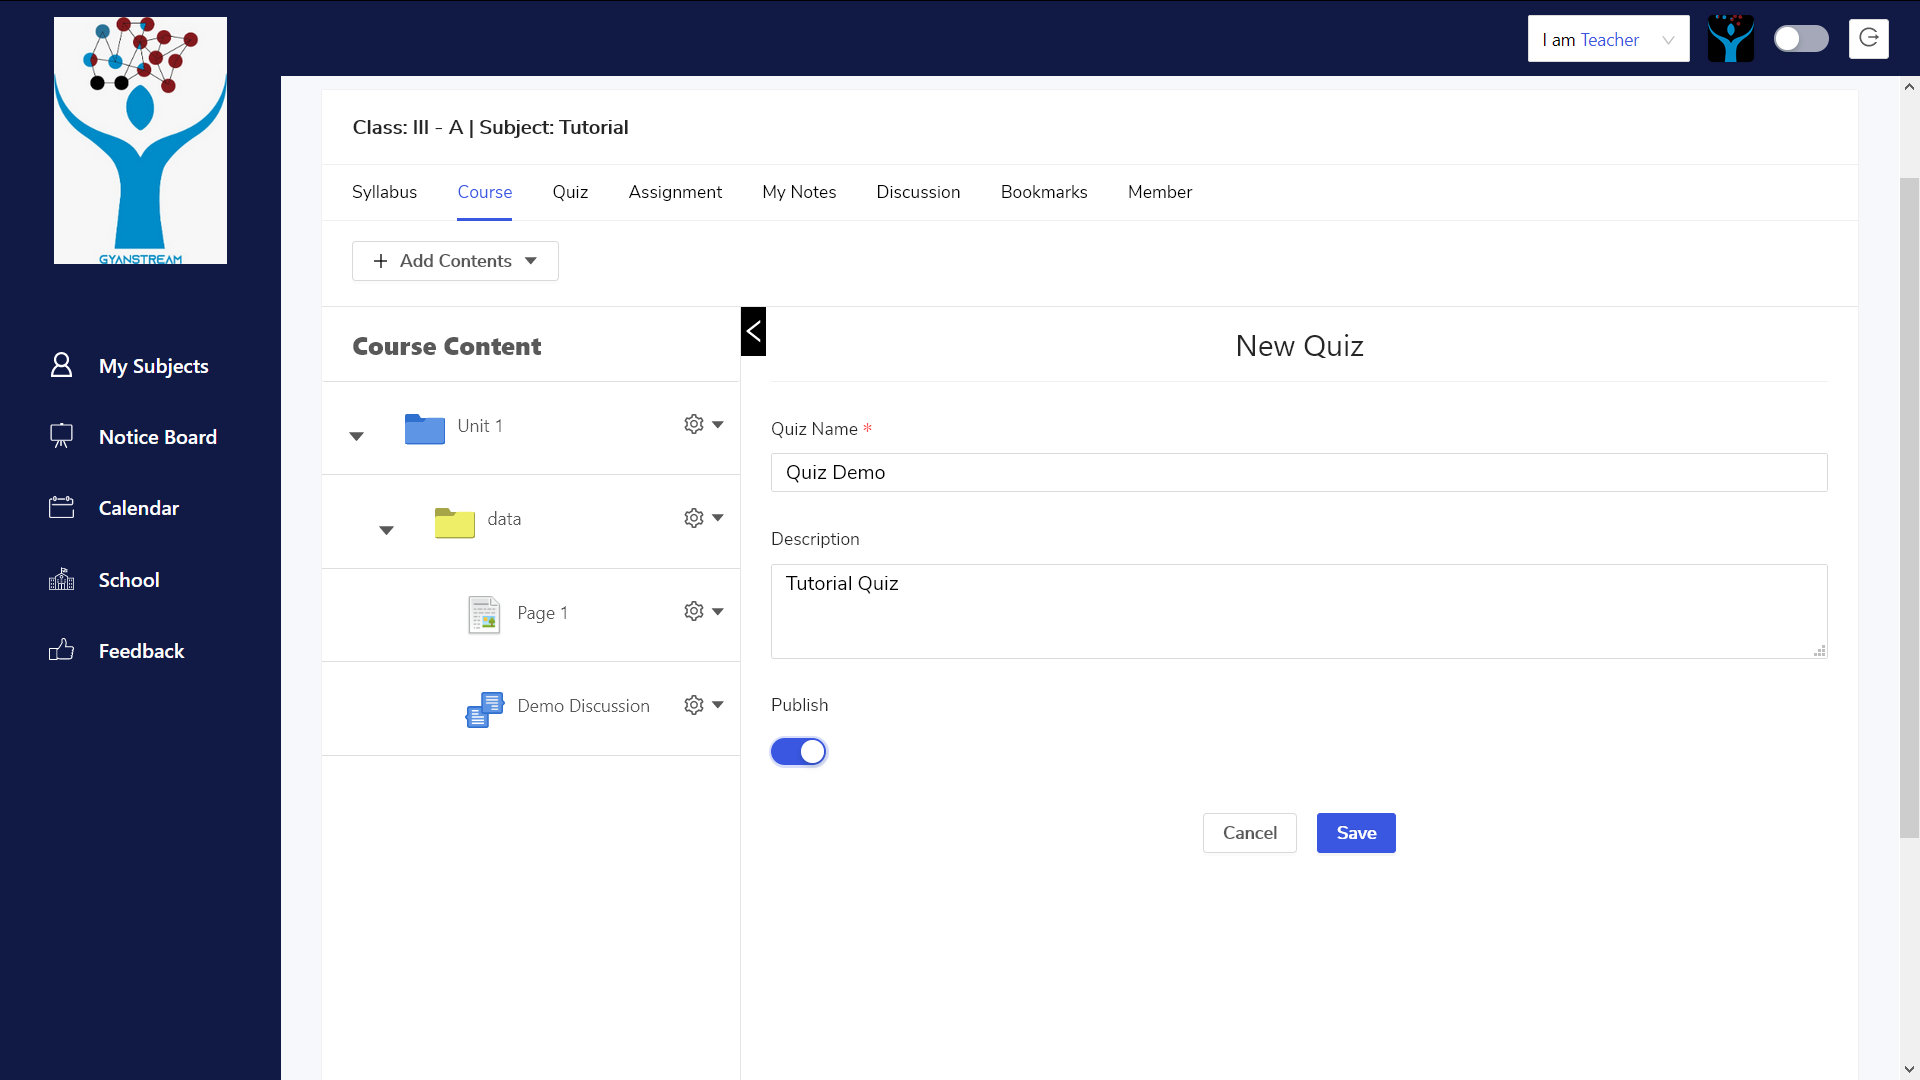 GYANSTREAM
I am Teacher
My Subjects
Notice Board
Calendar
School
Feedback
Class: III - A | Subject: Tutorial
Syllabus Course Quiz Assignment My Notes Discussion Bookmarks Member
+ Add Contents
Course Content
Unit 1
data
Page 1
Demo Discussion
New Quiz
Quiz Name *
Quiz Demo
Description
Tutorial Quiz
Publish
Cancel Save